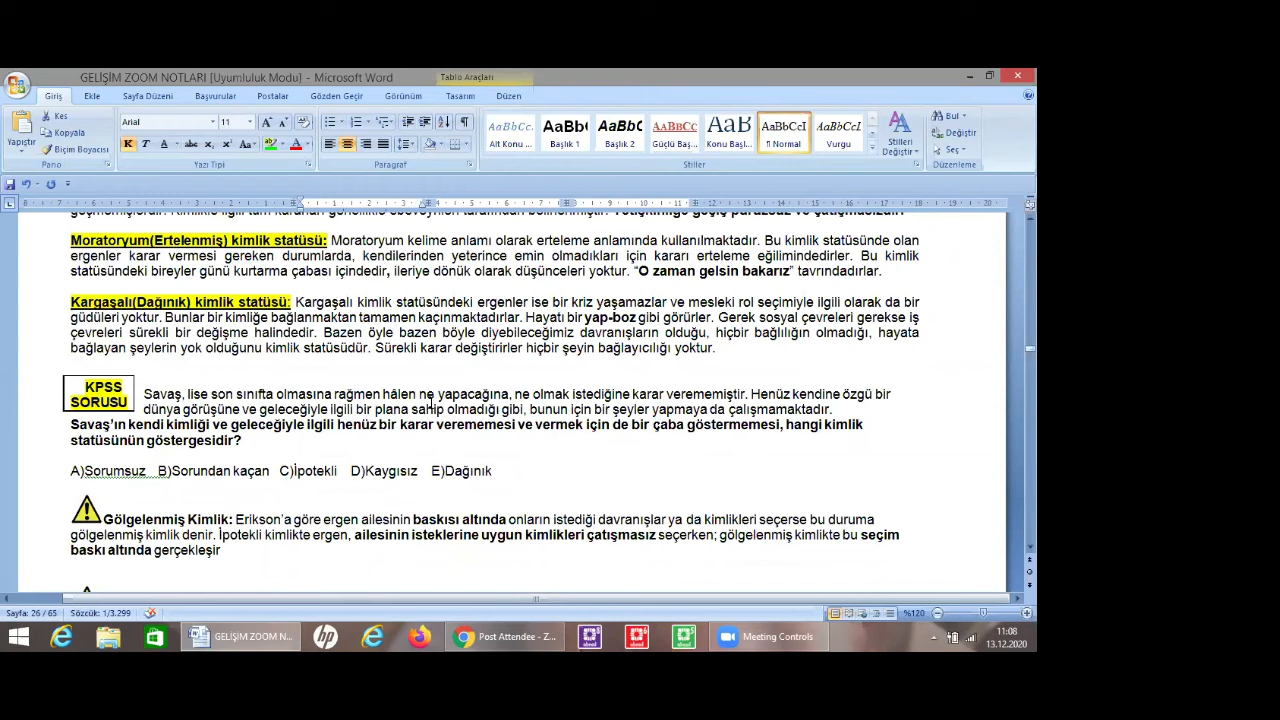 GELİŞİM ZOOM NOTLARI [Uyumluluk Modu] - Microsoft Word
Tablo Araçları
Giriş Ekle Sayfa Düzeni Başvurular Postalar Gözden Geçir Görünüm Tasarım Düzen
Yapıştır
Kes
Kopyala
Biçim Boyacısı
Pano
Arial 11
Yazı Tipi
Paragraf
AaBbCc. AaBbC AaBbC AABBCC AaB AaBbCcI AaBbCcL
Alt Konu ... Başlık 1 Başlık 2 Güçlü Baş... Konu Başl... ¶ Normal Vurgu
Stilleri Değiştir
Stiller
Bul
Değiştir
Seç
Düzenleme
Yetişkinliğe geçiş pürüzsüz ve çatışmasızdır
Moratoryum(Ertelenmiş) kimlik statüsü: Moratoryum kelime anlamı olarak erteleme anlamında kullanılmaktadır. Bu kimlik statüsünde olan
ergenler karar vermesi gereken durumlarda, kendilerinden yeterince emin olmadıkları için kararı erteleme eğilimindedirler. Bu kimlik
statüsündeki bireyler günü kurtarma çabası içindedir, ileriye dönük olarak düşünceleri yoktur. “O zaman gelsin bakarız” tavrındadırlar.
Kargaşalı(Dağınık) kimlik statüsü: Kargaşalı kimlik statüsündeki ergenler ise bir kriz yaşamazlar ve mesleki rol seçimiyle ilgili olarak da bir
güdüleri yoktur. Bunlar bir kimliğe bağlanmaktan tamamen kaçınmaktadırlar. Hayatı bir yap-boz gibi görürler. Gerek sosyal çevreleri gerekse iş
çevreleri sürekli bir değişme halindedir. Bazen öyle bazen böyle diyebileceğimiz davranışların olduğu, hiçbir bağlılığın olmadığı, hayata
bağlayan şeylerin yok olduğunu kimlik statüsüdür. Sürekli karar değiştirirler hiçbir şeyin bağlayıcılığı yoktur.
KPSS
SORUSU
Savaş, lise son sınıfta olmasına rağmen hâlen ne yapacağına, ne olmak istediğine karar verememiştir. Henüz kendine özgü bir
dünya görüşüne ve geleceğiyle ilgili bir plana sahip olmadığı gibi, bunun için bir şeyler yapmaya da çalışmamaktadır.
Savaş’ın kendi kimliği ve geleceğiyle ilgili henüz bir karar verememesi ve vermek için de bir çaba göstermemesi, hangi kimlik
statüsünün göstergesidir?
A)Sorumsuz B)Sorundan kaçan C)İpotekli D)Kaygısız E)Dağınık
Gölgelenmiş Kimlik: Erikson’a göre ergen ailesinin baskısı altında onların istediği davranışlar ya da kimlikleri seçerse bu duruma
gölgelenmiş kimlik denir. İpotekli kimlikte ergen, ailesinin isteklerine uygun kimlikleri çatışmasız seçerken; gölgelenmiş kimlikte bu seçim
baskı altında gerçekleşir
Sayfa: 26 / 65 Sözcük: 1/3.299 %120
GELİŞİM ZOOM N... Post Attendee - Z... Meeting Controls
11:08
13.12.2020